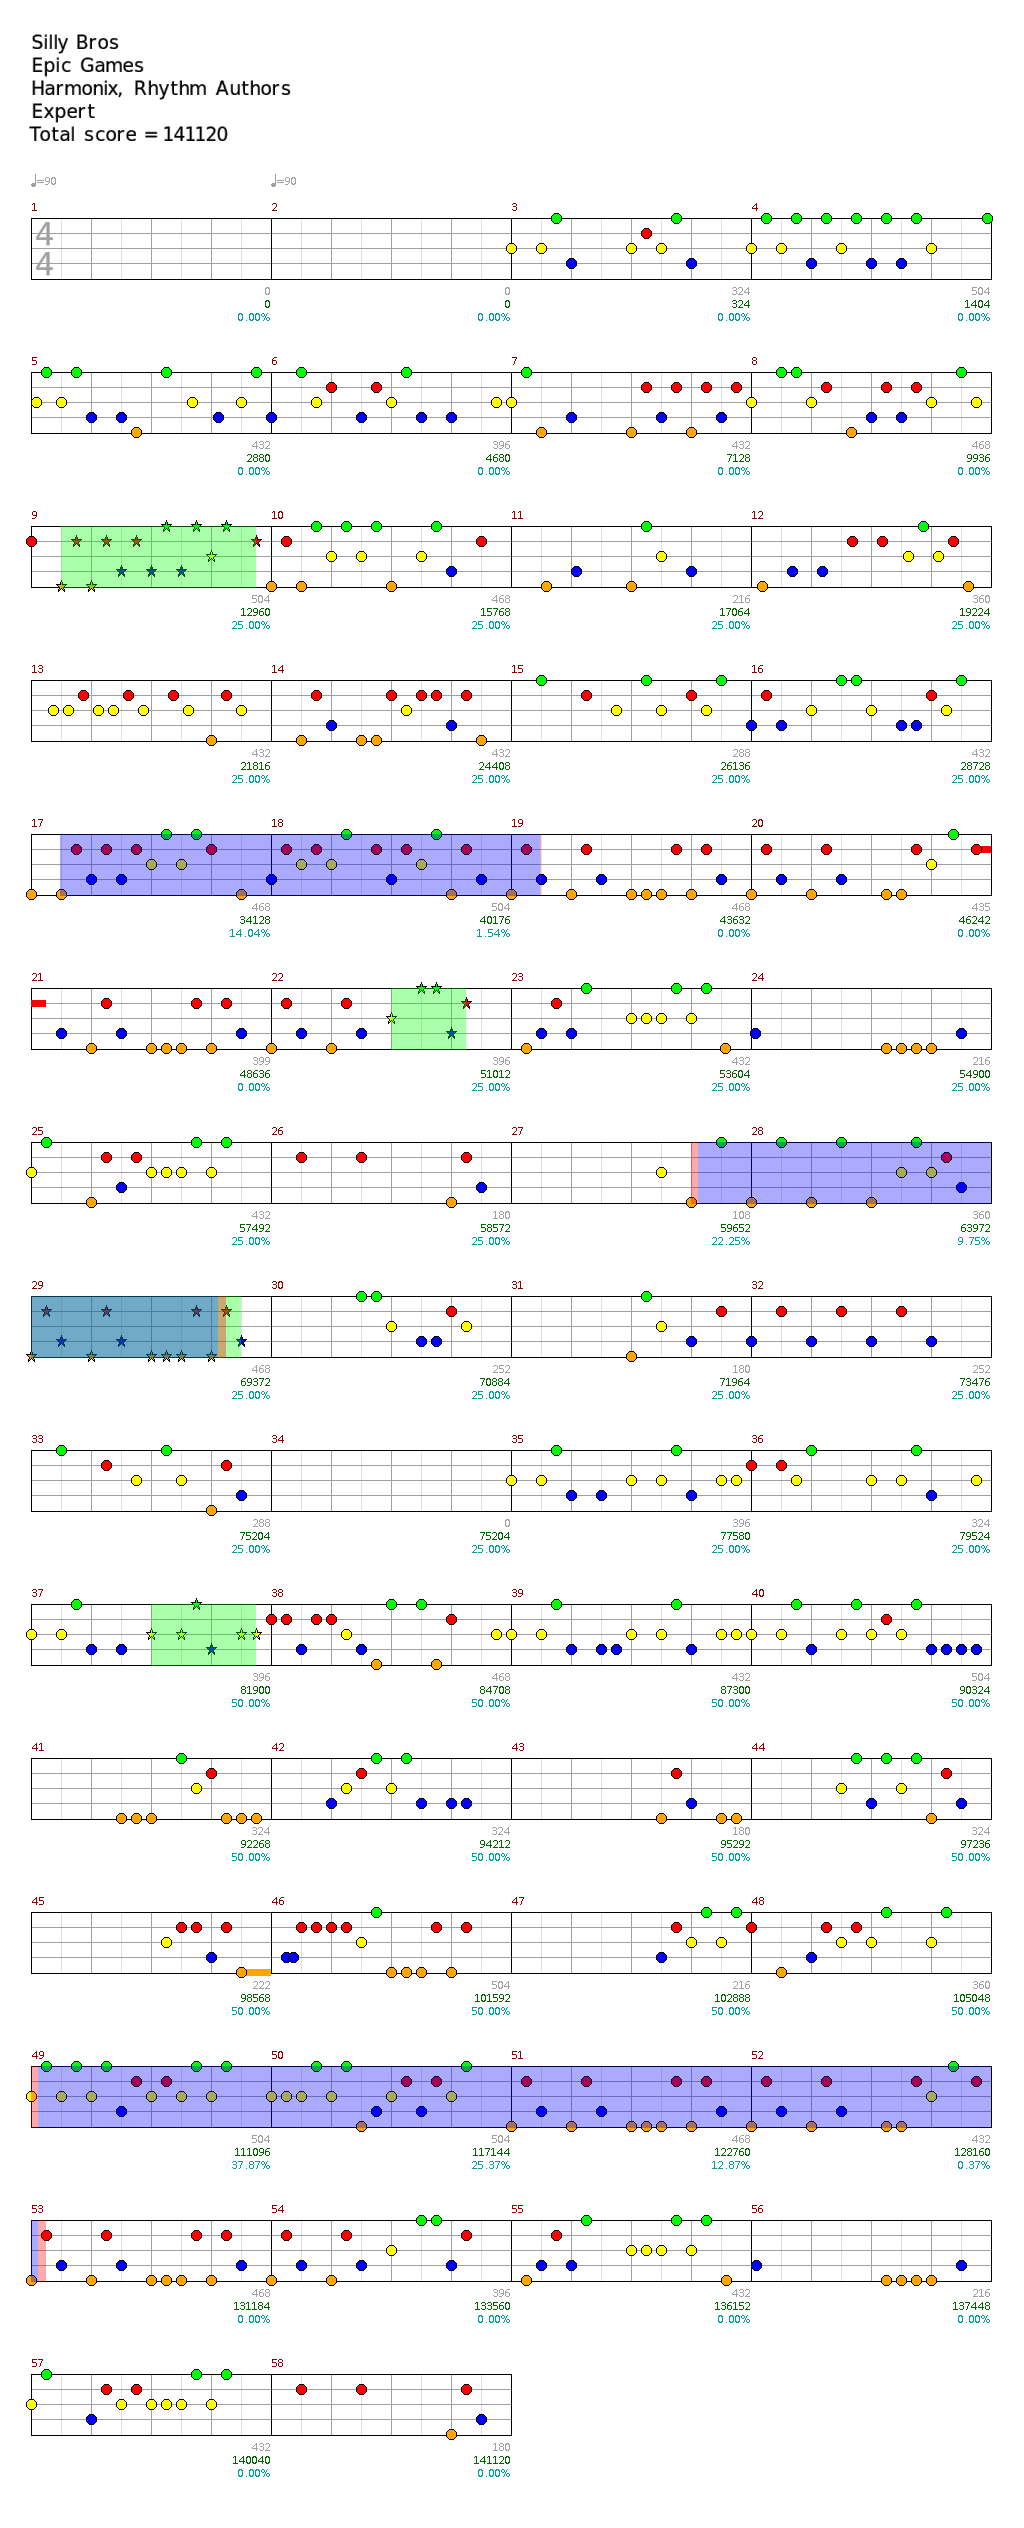 Silly Bros
Epic Games
Harmonix, Rhythm Authors
Expert
Total score = 141120
♩=90 ♩=90
1 2 3 4
4
4
0 0 324 504
0 0 324 1404
0.00% 0.00% 0.00% 0.00%
5 6 7 8
432 396 432 468
2880 4680 7128 9936
0.00% 0.00% 0.00% 0.00%
9 10 11 12
504 468 216 360
12960 15768 17064 19224
25.00% 25.00% 25.00% 25.00%
13 14 15 16
432 432 288 432
21816 24408 26136 28728
25.00% 25.00% 25.00% 25.00%
17 18 19 20
468 504 468 435
34128 40176 43632 46242
14.04% 1.54% 0.00% 0.00%
21 22 23 24
399 396 432 216
48636 51012 53604 54900
0.00% 25.00% 25.00% 25.00%
25 26 27 28
432 180 108 360
57492 58572 59652 63972
25.00% 25.00% 22.25% 9.75%
29 30 31 32
468 252 180 252
69372 70884 71964 73476
25.00% 25.00% 25.00% 25.00%
33 34 35 36
288 0 396 324
75204 75204 77580 79524
25.00% 25.00% 25.00% 25.00%
37 38 39 40
396 468 432 504
81900 84708 87300 90324
50.00% 50.00% 50.00% 50.00%
41 42 43 44
324 324 180 324
92268 94212 95292 97236
50.00% 50.00% 50.00% 50.00%
45 46 47 48
222 504 216 360
98568 101592 102888 105048
50.00% 50.00% 50.00% 50.00%
49 50 51 52
504 504 468 432
111096 117144 122760 128160
37.87% 25.37% 12.87% 0.37%
53 54 55 56
468 396 432 216
131184 133560 136152 137448
0.00% 0.00% 0.00% 0.00%
57 58
432 180
140040 141120
0.00% 0.00%